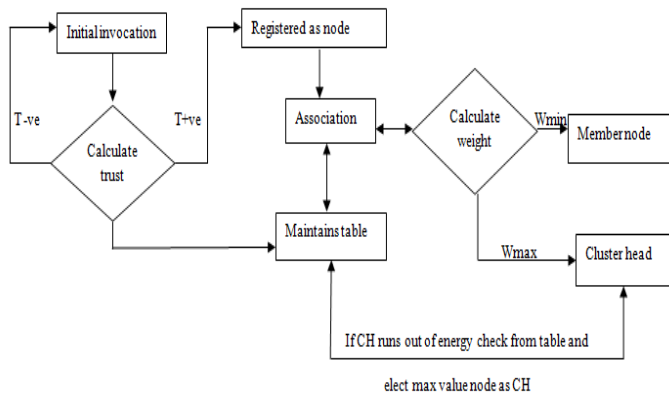 Initial invocation
Registered as node
T-ve
T+ve
Calculate
trust
Association
Calculate
weight
Wmin
Member node
Maintains table
Wmax
Cluster head
If CH runs out of energy check from table and
elect max value node as CH